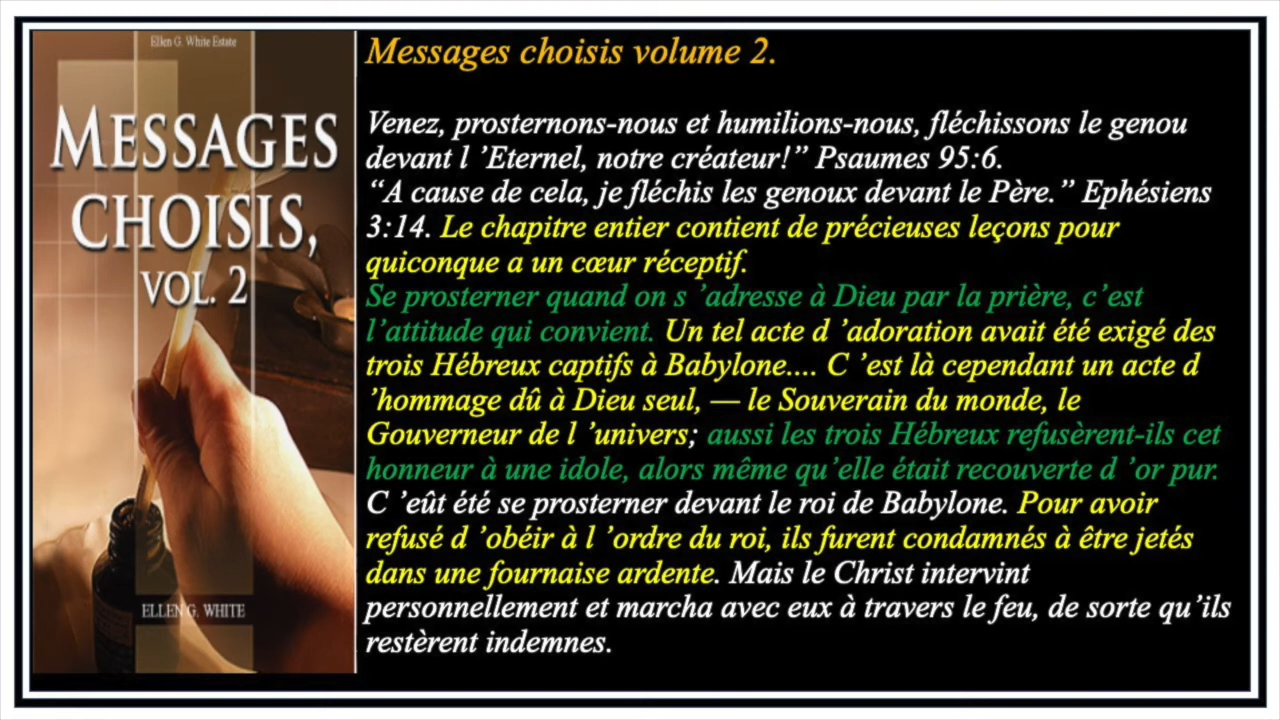 Ellen G. White Estate
MESSAGES
CHOISIS,
VOL. 2
ELLEN G. WHITE
Messages choisis volume 2.
Venez, prosternons-nous et humilions-nous, fléchissons le genou
devant l ’Eternel, notre créateur!” Psaumes 95:6.
“A cause de cela, je fléchis les genoux devant le Père.” Ephésiens
3:14. Le chapitre entier contient de précieuses leçons pour
quiconque a un cœur réceptif.
Se prosterner quand on s ’adresse à Dieu par la prière, c’est
l’attitude qui convient. Un tel acte d ’adoration avait été exigé des
trois Hébreux captifs à Babylone.... C ’est là cependant un acte d
’hommage dû à Dieu seul, — le Souverain du monde, le
Gouverneur de l ’univers; aussi les trois Hébreux refusèrent-ils cet
honneur à une idole, alors même qu’elle était recouverte d ’or pur.
C ’eût été se prosterner devant le roi de Babylone. Pour avoir
refusé d ’obéir à l ’ordre du roi, ils furent condamnés à être jetés
dans une fournaise ardente. Mais le Christ intervint
personnellement et marcha avec eux à travers le feu, de sorte qu’ils
restèrent indemnes.